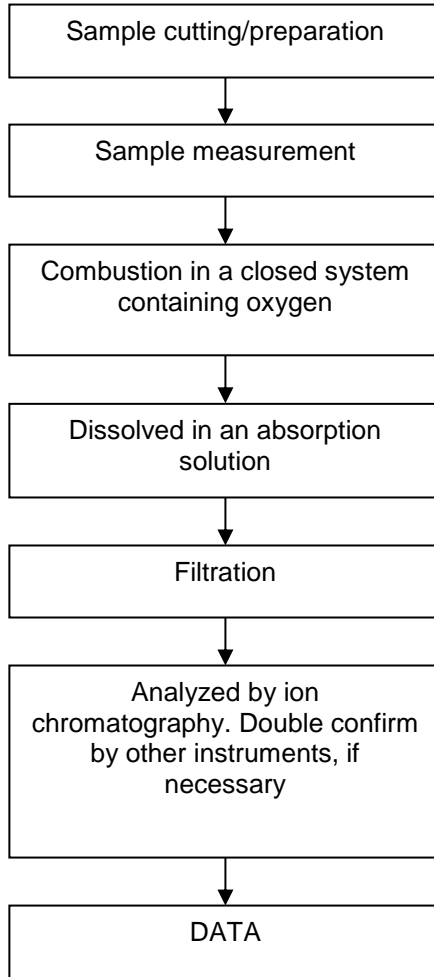 Sample cutting/preparation
Sample measurement
Combustion in a closed system
containing oxygen
Dissolved in an absorption
solution
Filtration
Analyzed by ion
chromatography. Double confirm
by other instruments, if
necessary
DATA